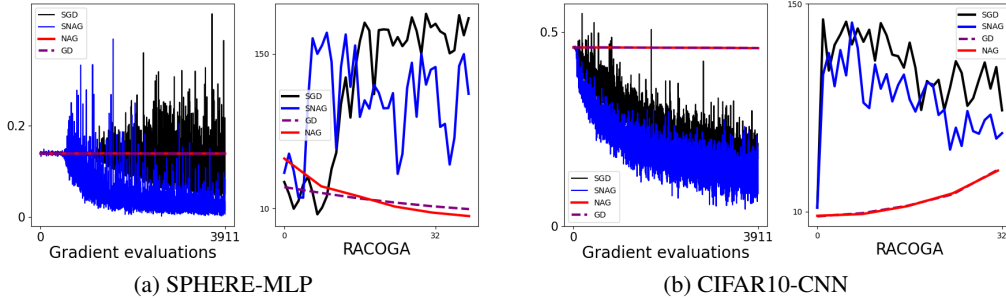 SGD
SNAG
NAG
GD
0.2
0
0
3911
Gradient evaluations
150
10
SGD
SNAG
GD
NAG
0
32
RACOGA
(a) SPHERE-MLP
0.5
0
SGD
SNAG
NAG
GD
0
3911
Gradient evaluations
150
10
SGD
SNAG
GD
NAG
0
32
RACOGA
(b) CIFAR10-CNN